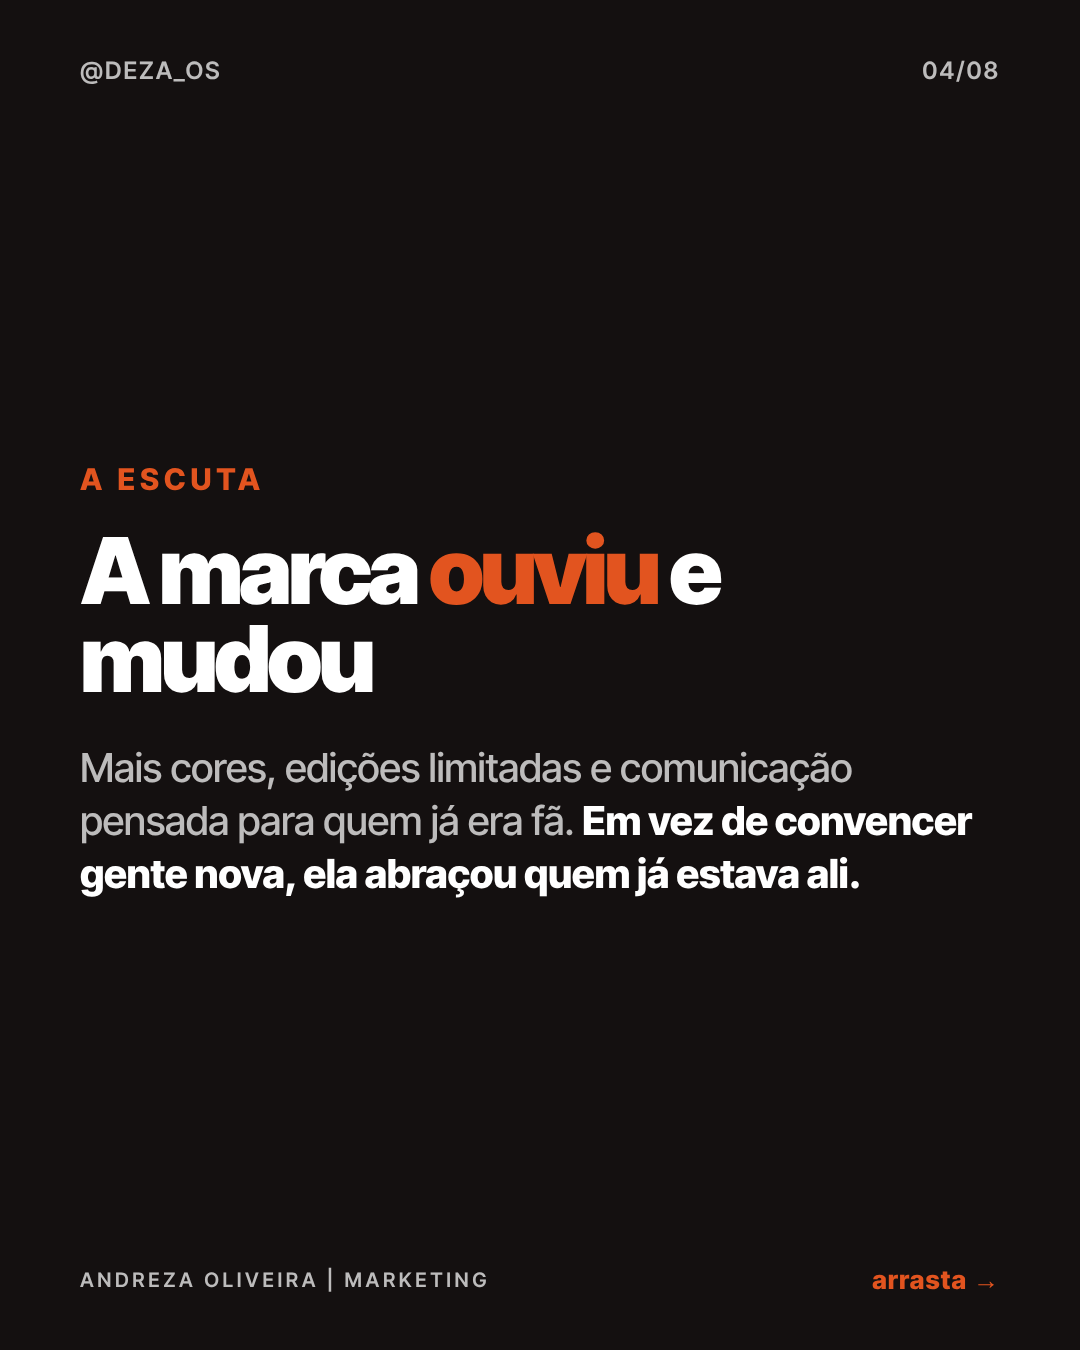 @DEZA_OS
04/08
A ESCUTA
A marca ouviu e
mudou
Mais cores, edições limitadas e comunicação
pensada para quem já era fã. Em vez de convencer
gente nova, ela abraçou quem já estava ali.
ANDREZA OLIVEIRA | MARKETING
arrasta →